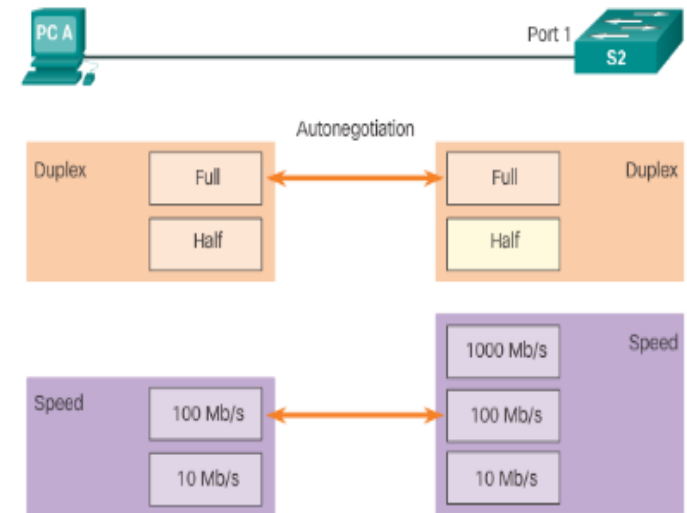 PC A
Port 1
S2
Autonegotiation
Duplex
Full
Full
Duplex
Half
Half
1000 Mb/s
Speed
Speed
100 Mb/s
100 Mb/s
10 Mb/s
10 Mb/s